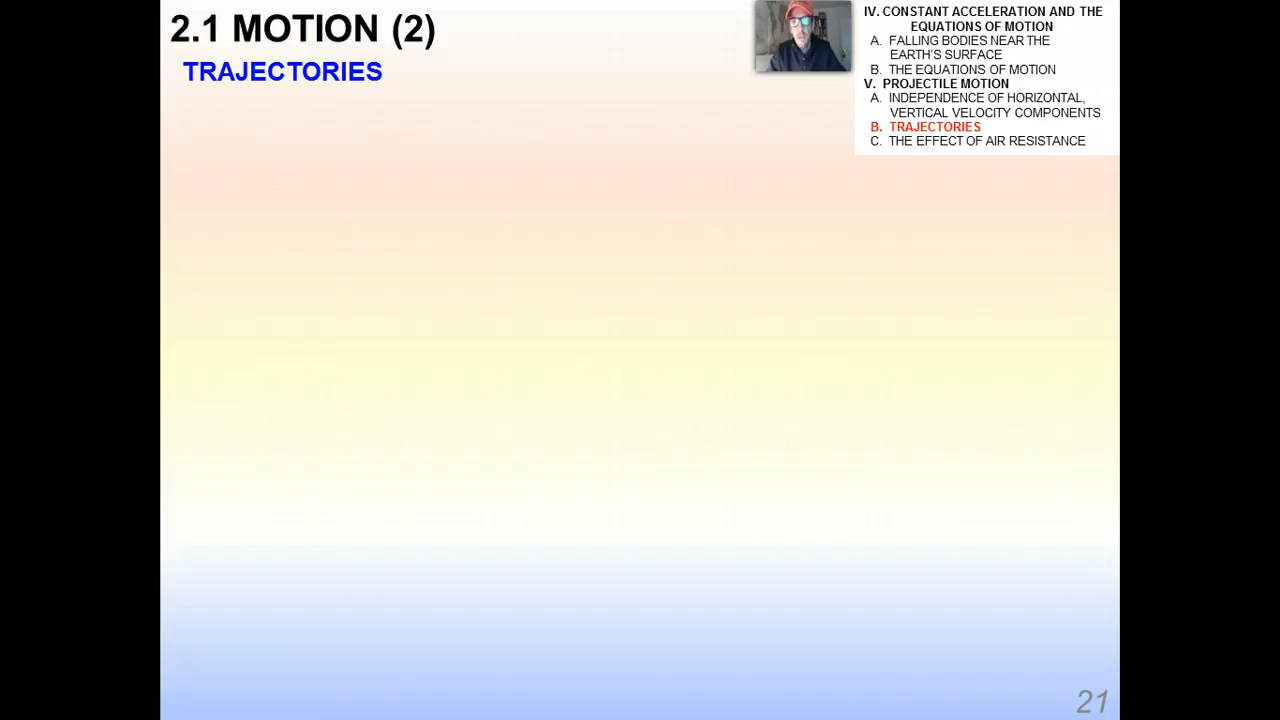 2.1 MOTION (2)
TRAJECTORIES
IV. CONSTANT ACCELERATION AND THE
EQUATIONS OF MOTION
A. FALLING BODIES NEAR THE
EARTH'S SURFACE
B. THE EQUATIONS OF MOTION
V. PROJECTILE MOTION
A. INDEPENDENCE OF HORIZONTAL,
VERTICAL VELOCITY COMPONENTS
B. TRAJECTORIES
C. THE EFFECT OF AIR RESISTANCE
21